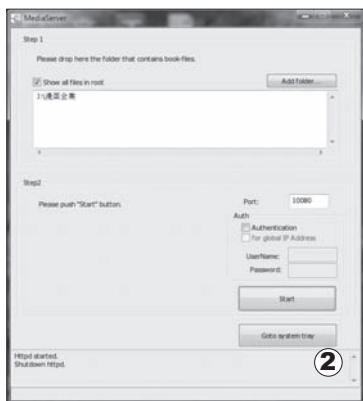 MediaServer
Step 1
Please drop here the folder that contains book-files.
Show all files in root
Add folder...
Step2
Please push "Start" button.
Port: 10080
Auth
Authentication
for global IP Address
UserName:
Password:
Start
Goto system tray
Httpd started.
Shutdown httpd.
2